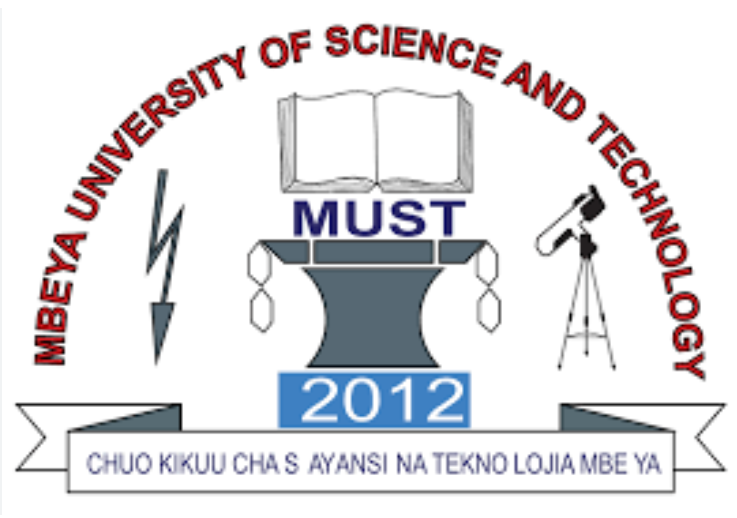 MBEYA UNIVERSITY OF SCIENCE AND TECHNOLOGY
MUST
2012
CHUO KIKUU CHA S AYANSI NA TEKNO LOJIA MBE YA